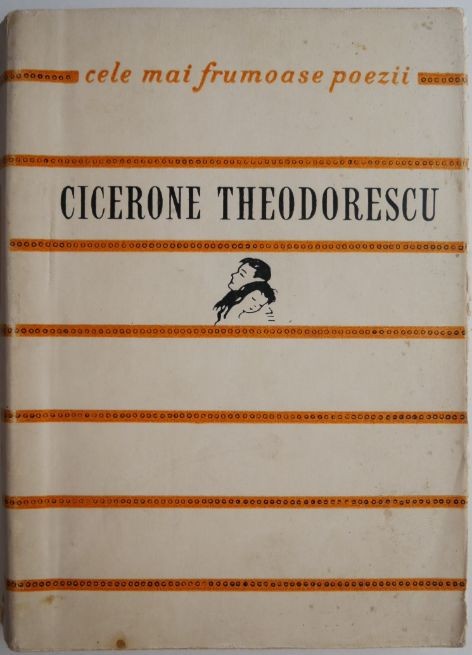 cele mai frumoase poezii
CICERONE THEODORESCU